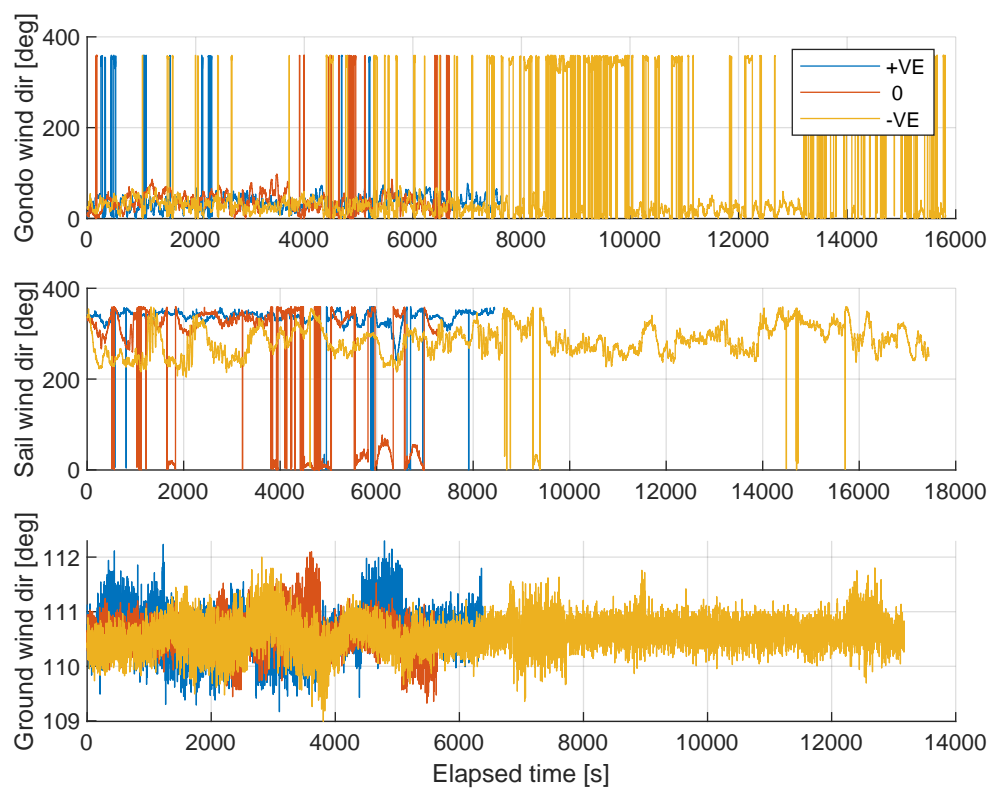 Gondo wind dir [deg]
400
200
0
0 2000 4000 6000 8000 10000 12000 14000 16000
+VE
0
-VE
Sail wind dir [deg]
400
200
0
0 2000 4000 6000 8000 10000 12000 14000 16000 18000
Ground wind dir [deg]
112
111
110
109
0 2000 4000 6000 8000 10000 12000 14000
Elapsed time [s]